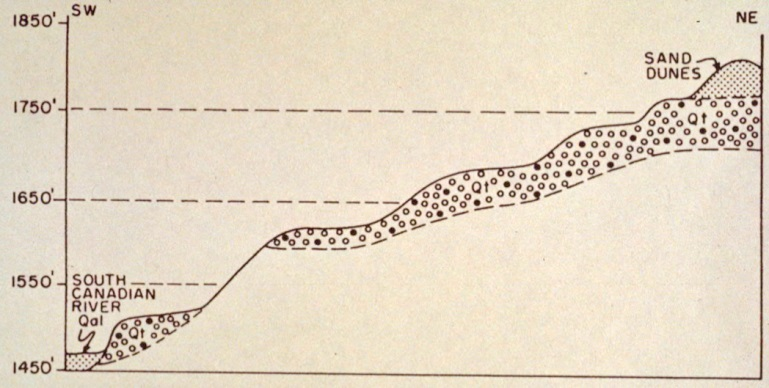 SW
NE
1850'
SAND
DUNES
1750'
Qt
1650'
Qt
1550'
SOUTH
CANADIAN
RIVER
Qal
Qt
1450'